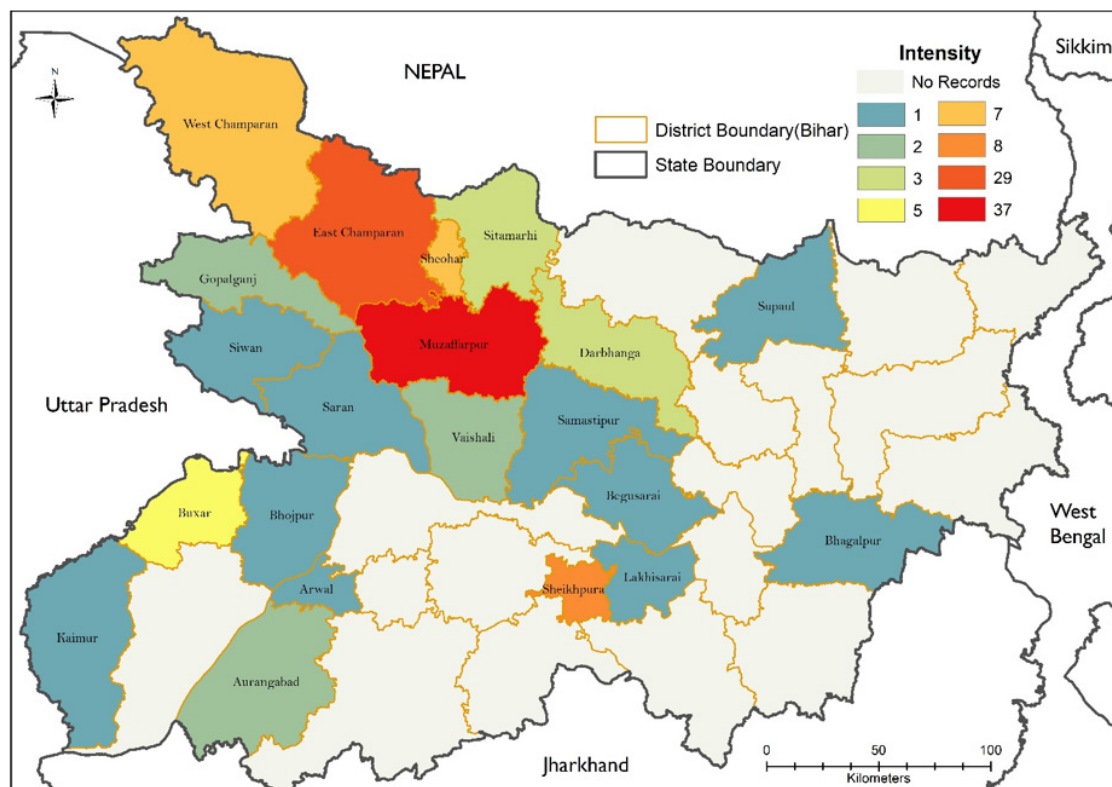 Sikkim
NEPAL
N
Intensity
No Records
1
2
3
5
7
8
29
37
District Boundary(Bihar)
State Boundary
West Champaran
East Champaran
Sheohar
Sitamarhi
Gopalganj
Supaul
Siwan
Muzaffarpur
Darbhanga
Uttar Pradesh
Saran
Vaishali
Samastipur
Begusarai
Buxar
Bhojpur
West
Bengal
Bhagalpur
Arwal
Sheikhpura
Lakhisarai
Kaimur
Aurangabad
Jharkhand
0
50
100
Kilometers